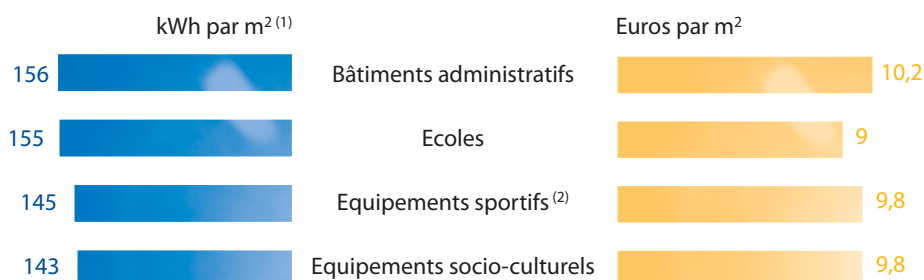 kWh par m² (1) Euros par m²
156 Bâtiments administratifs 10,2
155 Ecoles 9
145 Equipements sportifs (2) 9,8
143 Equipements socio-culturels 9,8